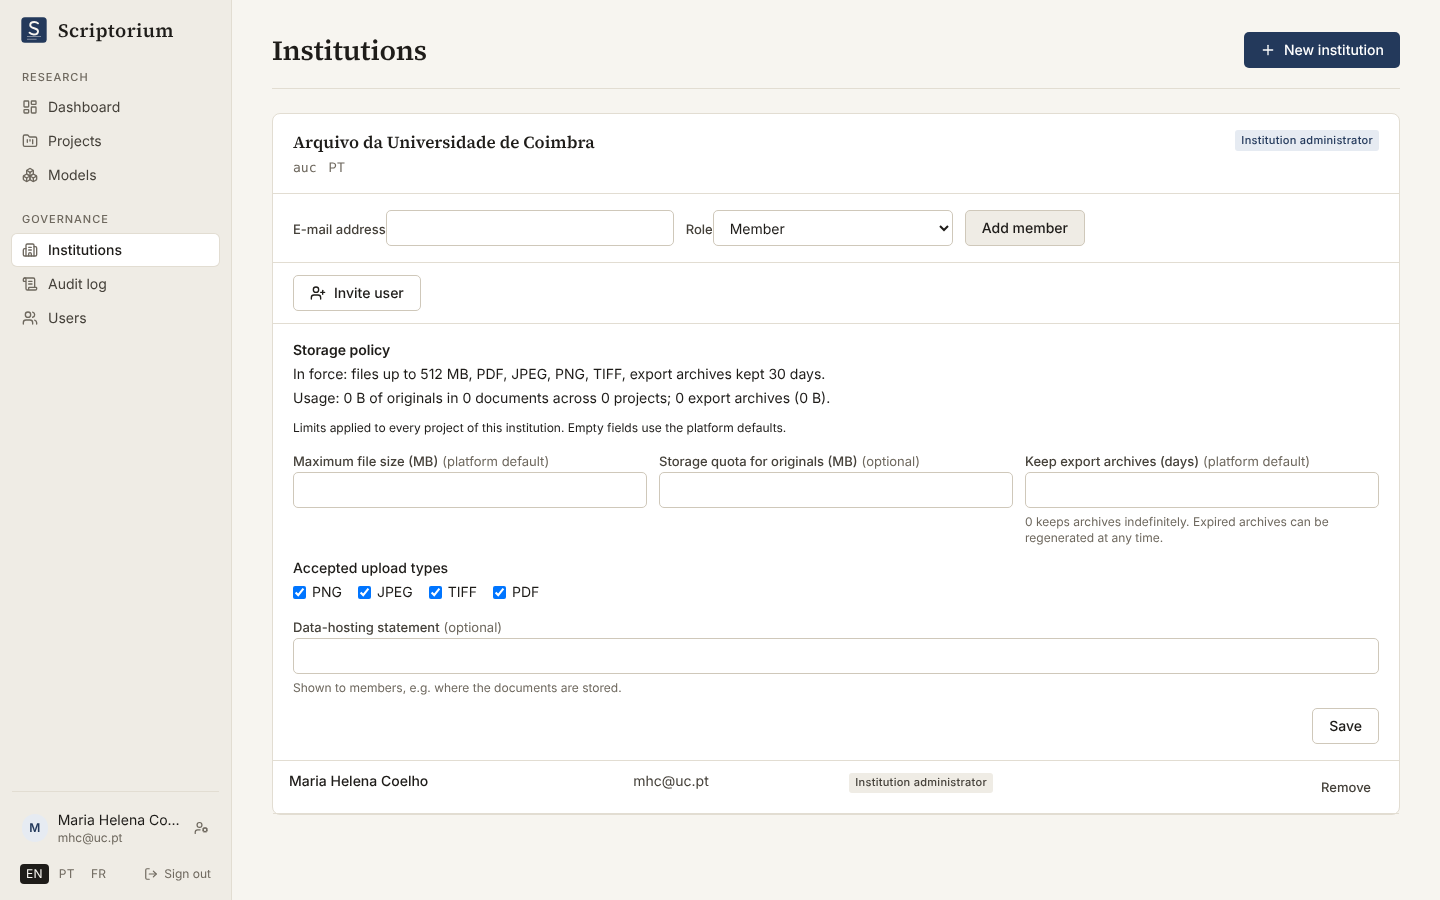 Scriptorium
RESEARCH
Dashboard
Projects
Models
GOVERNANCE
Institutions
Audit log
Users
M
Maria Helena Co...
mhc@uc.pt
EN PT FR Sign out
Institutions
New institution
Arquivo da Universidade de Coimbra
Institution administrator
auc PT
E-mail address Role Member Add member
Invite user
Storage policy
In force: files up to 512 MB, PDF, JPEG, PNG, TIFF, export archives kept 30 days.
Usage: 0 B of originals in 0 documents across 0 projects; 0 export archives (0 B).
Limits applied to every project of this institution. Empty fields use the platform defaults.
Maximum file size (MB) (platform default) Storage quota for originals (MB) (optional) Keep export archives (days) (platform default)
0 keeps archives indefinitely. Expired archives can be
regenerated at any time.
Accepted upload types
PNG JPEG TIFF PDF
Data-hosting statement (optional)
Shown to members, e.g. where the documents are stored.
Save
Maria Helena Coelho mhc@uc.pt Institution administrator Remove